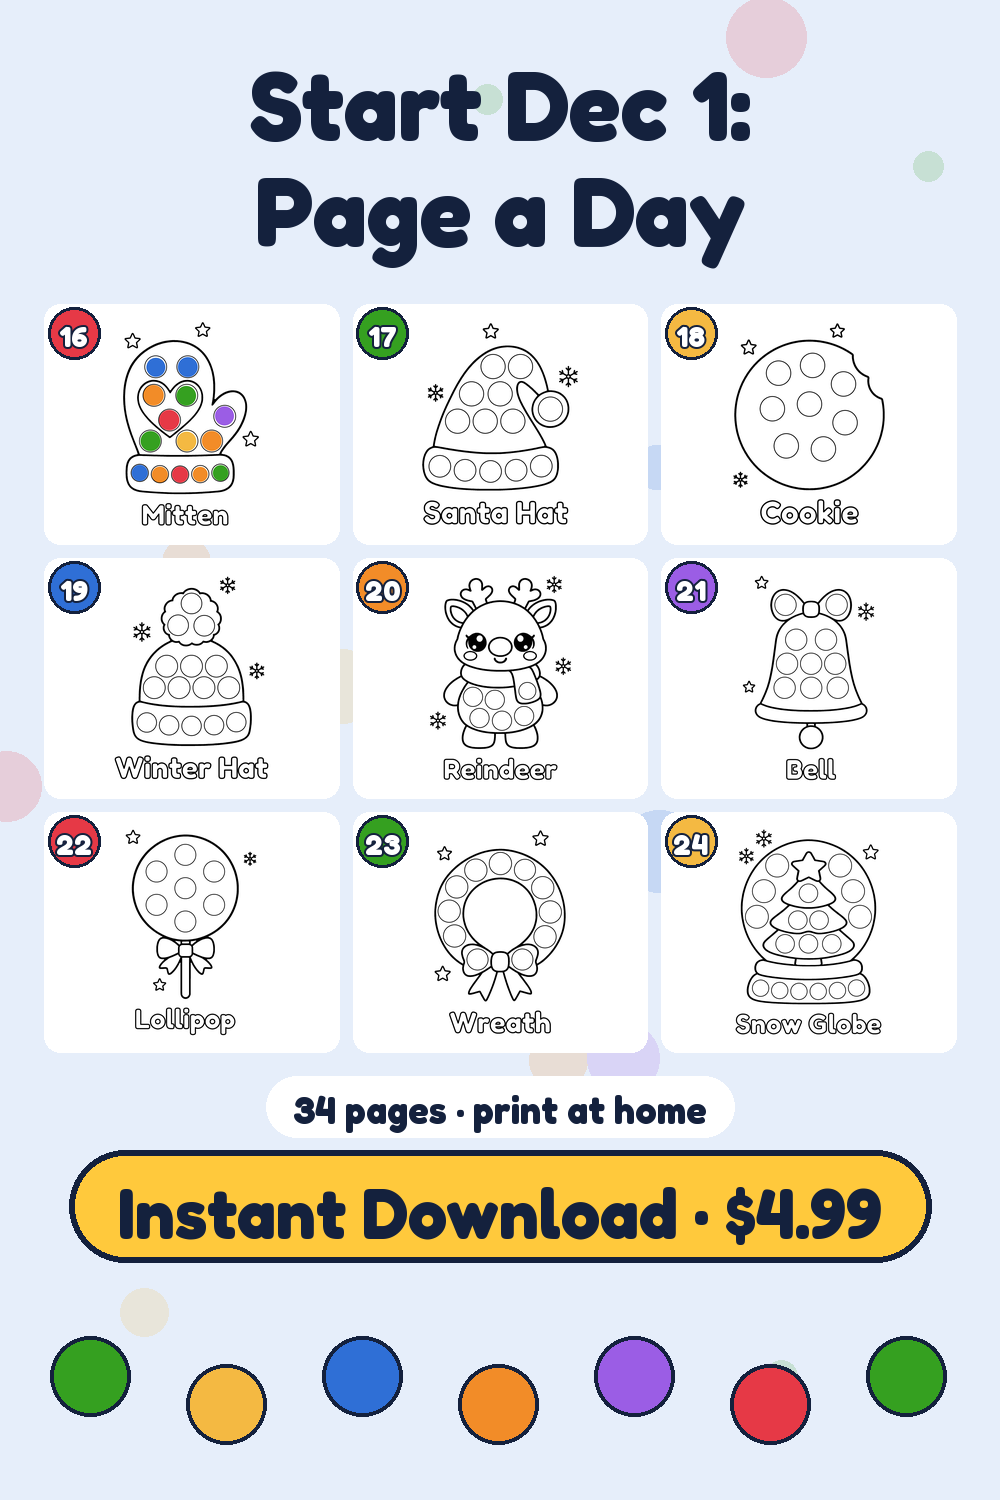 Start Dec 1:
Page a Day
16
Mitten
17
Santa Hat
18
Cookie
19
Winter Hat
20
Reindeer
21
Bell
22
Lollipop
23
Wreath
24
Snow Globe
34 pages · print at home
Instant Download · $4.99